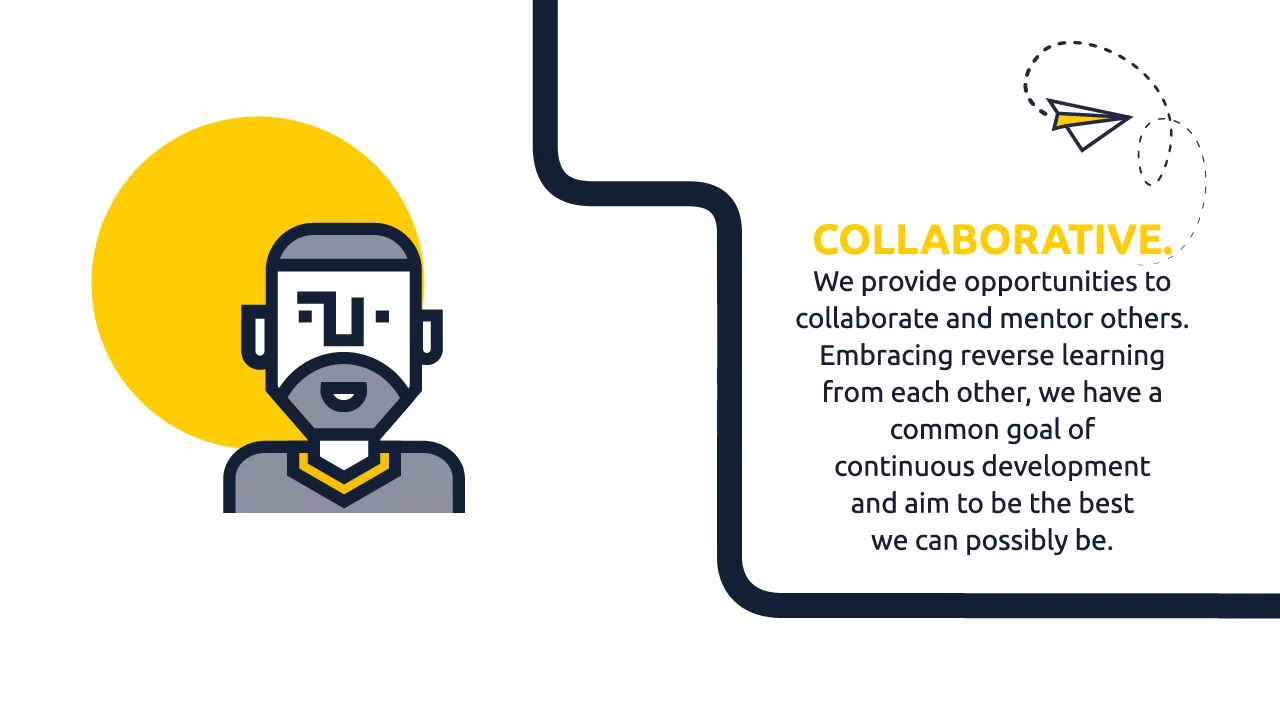 COLLABORATIVE.
We provide opportunities to
collaborate and mentor others.
Embracing reverse learning
from each other, we have a
common goal of
continuous development
and aim to be the best
we can possibly be.